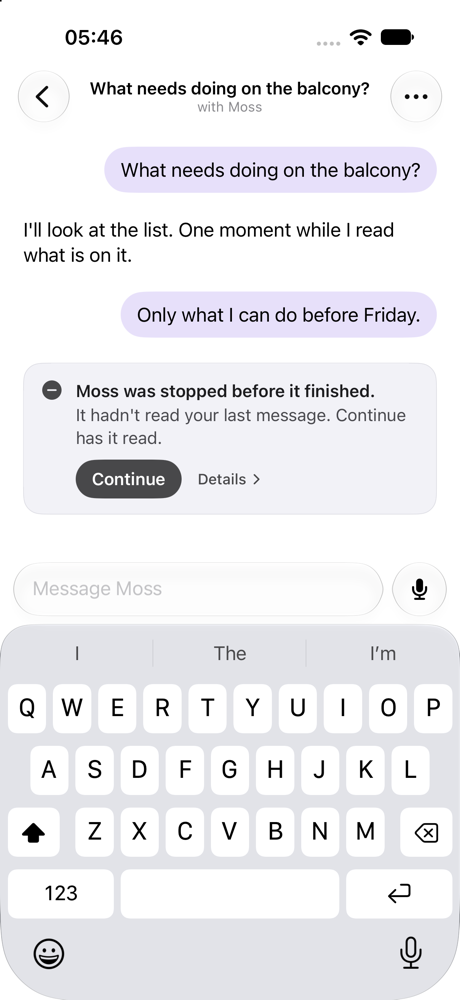 05:46
What needs doing on the balcony?
with Moss
What needs doing on the balcony?
I'll look at the list. One moment while I read
what is on it.
Only what I can do before Friday.
Moss was stopped before it finished.
It hadn't read your last message. Continue
has it read.
Continue
Details
Message Moss
I The I'm
Q W E R T Y U I O P
A S D F G H J K L
Z X C V B N M
123